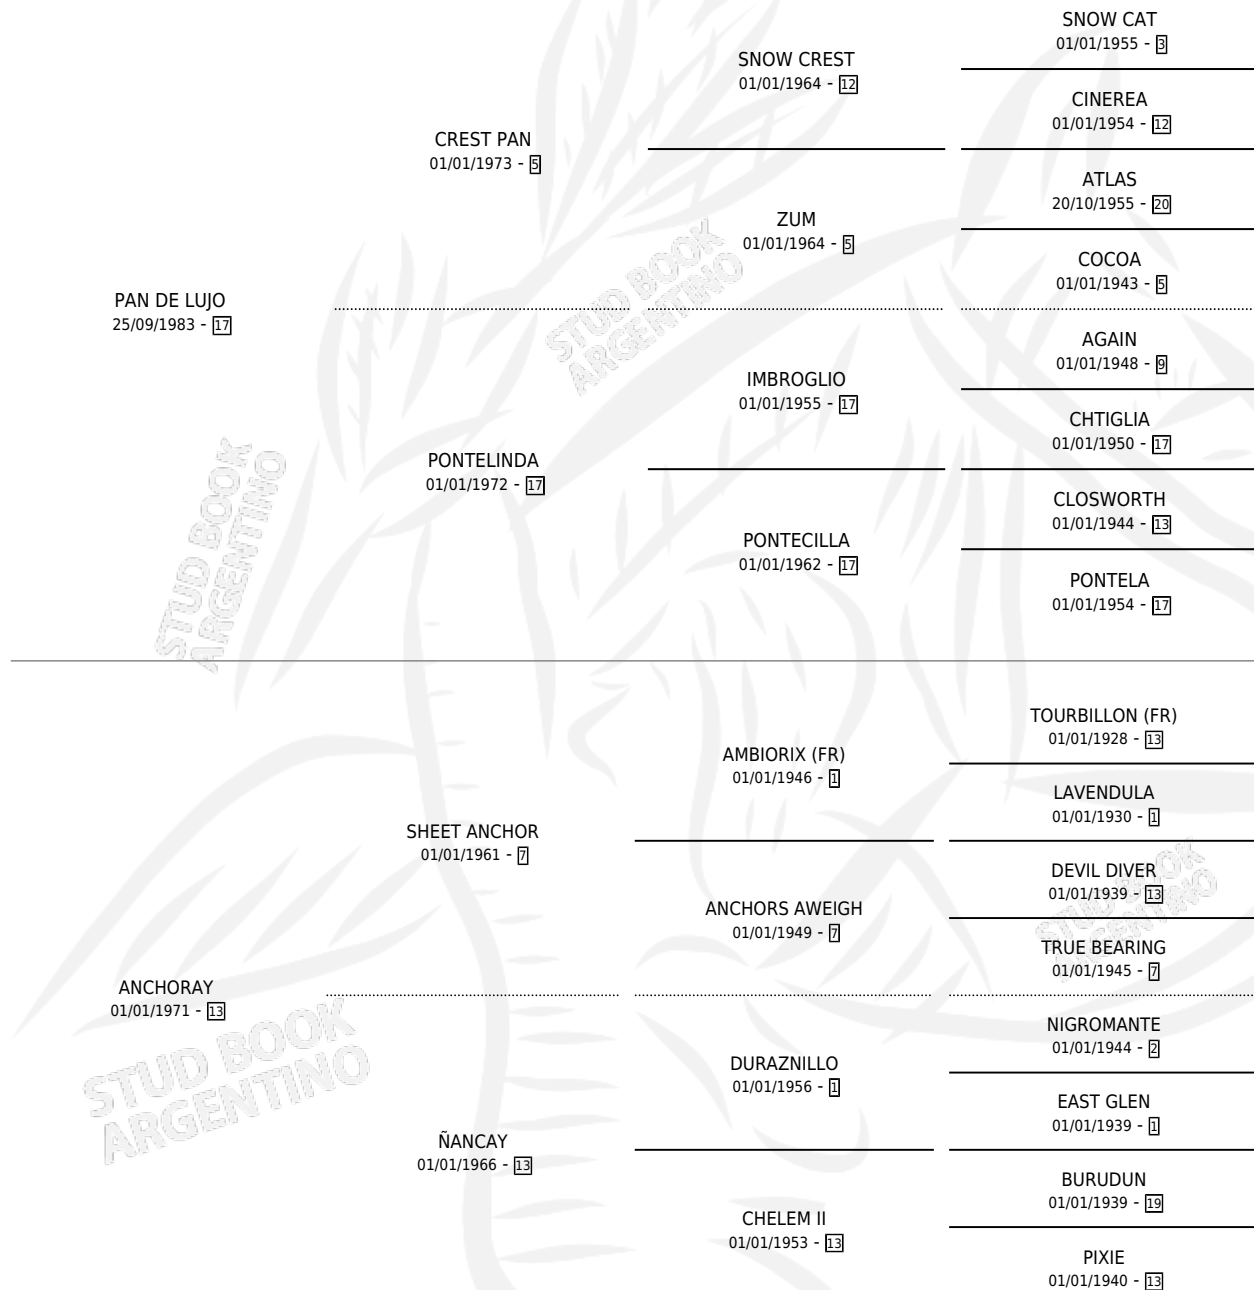 SNOW CAT
01/01/1955 - 3
SNOW CREST
01/01/1964 - 12
CINEREA
01/01/1954 - 12
CREST PAN
01/01/1973 - 5
ATLAS
20/10/1955 - 20
ZUM
01/01/1964 - 5
COCOA
01/01/1943 - 5
PAN DE LUJO
25/09/1983 - 17
AGAIN
01/01/1948 - 9
IMBROGLIO
01/01/1955 - 17
CHTIGLIA
01/01/1950 - 17
PONTELINDA
01/01/1972 - 17
CLOSWORTH
01/01/1944 - 13
PONTECILLA
01/01/1962 - 17
PONTELA
01/01/1954 - 17
STUD BOOK
ARGENTINO
STUD BOOK
ARGENTINO
TOURBILLON (FR)
01/01/1928 - 13
AMBIORIX (FR)
01/01/1946 - 1
LAVENDULA
01/01/1930 - 1
SHEET ANCHOR
01/01/1961 - 7
DEVIL DIVER
01/01/1939 - 13
ANCHORS AWEIGH
01/01/1949 - 7
TRUE BEARING
01/01/1945 - 7
ANCHORAY
01/01/1971 - 13
NIGROMANTE
01/01/1944 - 2
DURAZNILLO
01/01/1956 - 1
EAST GLEN
01/01/1939 - 1
ÑANCAY
01/01/1966 - 13
BURUDUN
01/01/1939 - 19
CHELEM II
01/01/1953 - 13
PIXIE
01/01/1940 - 13
STUD BOOK
ARGENTINO
STUD BOOK
ARGENTINO